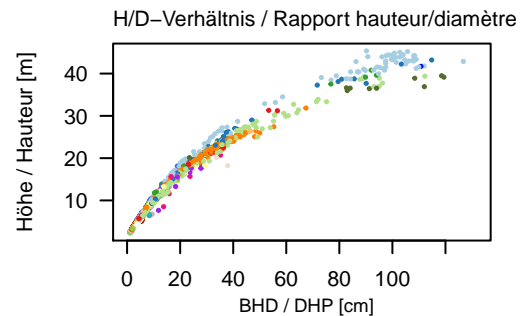 H/D−Verhältnis / Rapport hauteur/diamètre
Höhe / Hauteur [m]
40
30
20
10
0 20 40 60 80 100
BHD / DHP [cm]